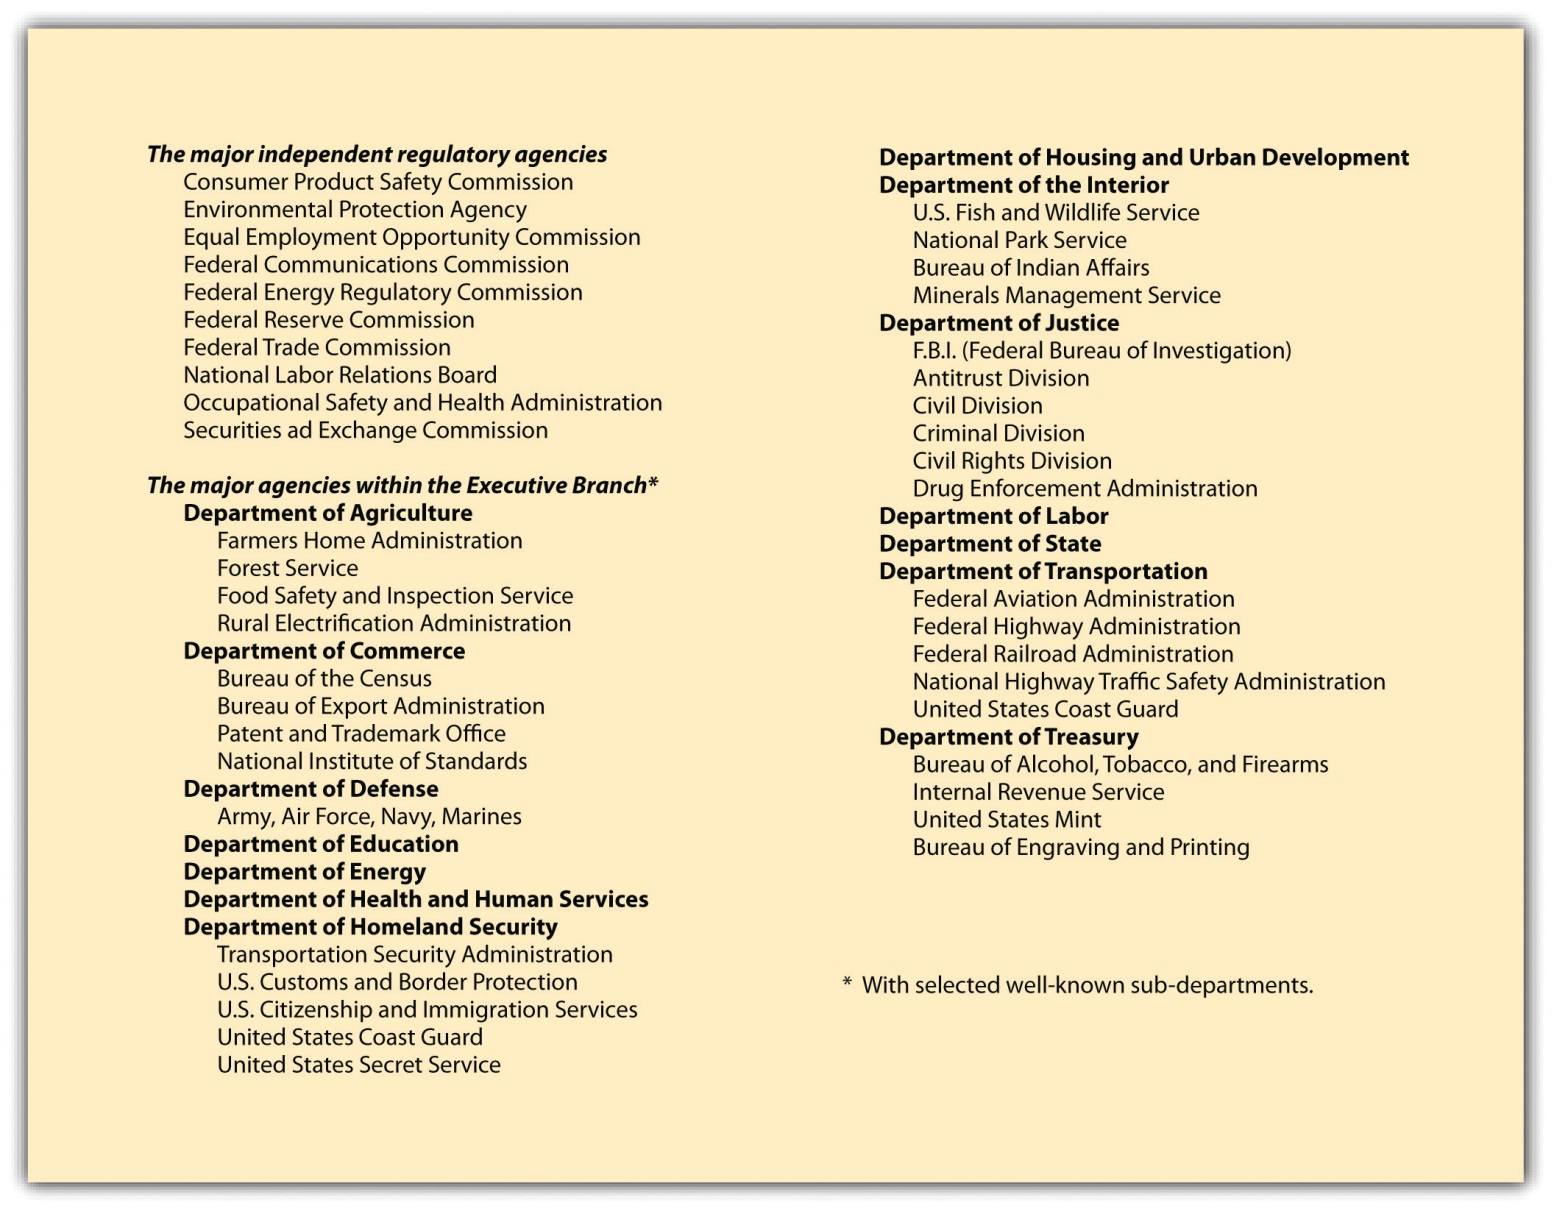 The major independent regulatory agencies
Consumer Product Safety Commission
Environmental Protection Agency
Equal Employment Opportunity Commission
Federal Communications Commission
Federal Energy Regulatory Commission
Federal Reserve Commission
Federal Trade Commission
National Labor Relations Board
Occupational Safety and Health Administration
Securities ad Exchange Commission
The major agencies within the Executive Branch*
Department of Agriculture
Farmers Home Administration
Forest Service
Food Safety and Inspection Service
Rural Electrification Administration
Department of Commerce
Bureau of the Census
Bureau of Export Administration
Patent and Trademark Office
National Institute of Standards
Department of Defense
Army, Air Force, Navy, Marines
Department of Education
Department of Energy
Department of Health and Human Services
Department of Homeland Security
Transportation Security Administration
U.S. Customs and Border Protection
U.S. Citizenship and Immigration Services
United States Coast Guard
United States Secret Service
Department of Housing and Urban Development
Department of the Interior
U.S. Fish and Wildlife Service
National Park Service
Bureau of Indian Affairs
Minerals Management Service
Department of Justice
F.B.I. (Federal Bureau of Investigation)
Antitrust Division
Civil Division
Criminal Division
Civil Rights Division
Drug Enforcement Administration
Department of Labor
Department of State
Department of Transportation
Federal Aviation Administration
Federal Highway Administration
Federal Railroad Administration
National Highway Traffic Safety Administration
United States Coast Guard
Department of Treasury
Bureau of Alcohol, Tobacco, and Firearms
Internal Revenue Service
United States Mint
Bureau of Engraving and Printing
* With selected well-known sub-departments.